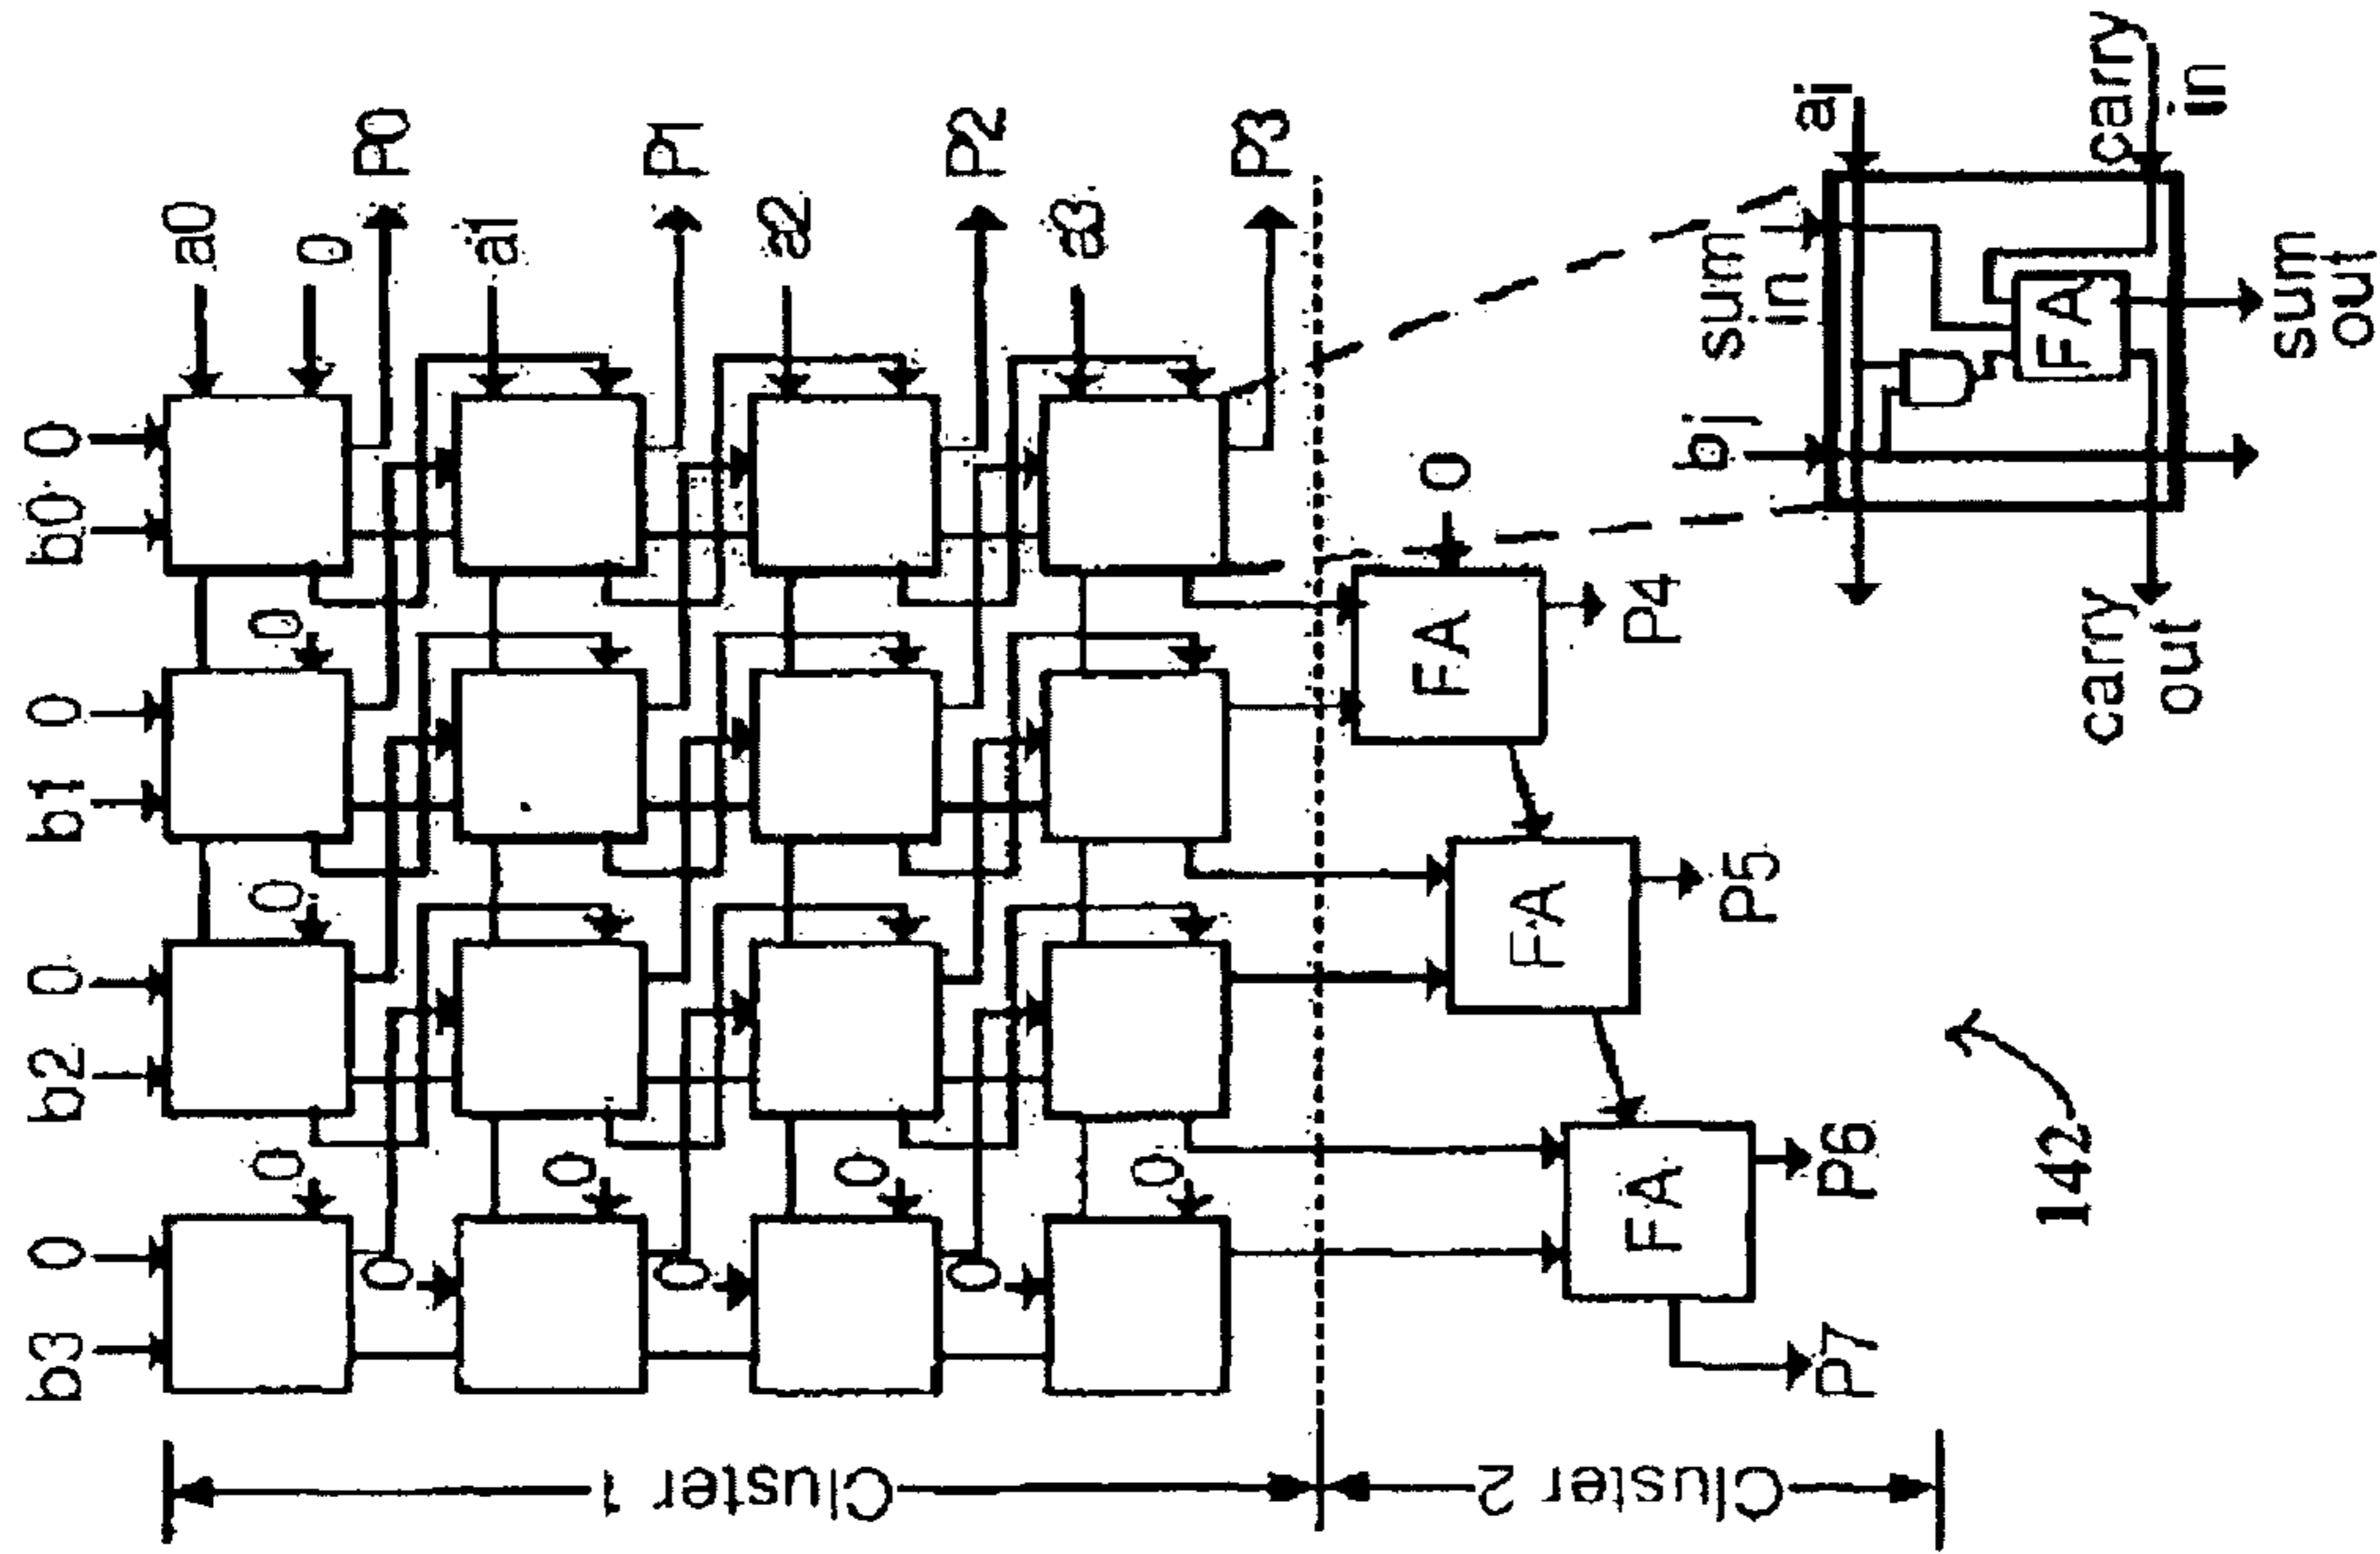 b3 0 b2 0 b1 0 b0 0
a0
0 0 0 0
P0
0
a1
0
P1
0
a2
0
P2
0
a3
0
P3
Cluster 1
0
FA
P4
FA
P5
FA
P6
P7
Cluster 2
142
bj
sum in
ai
FA
carry in
carry out
sum out